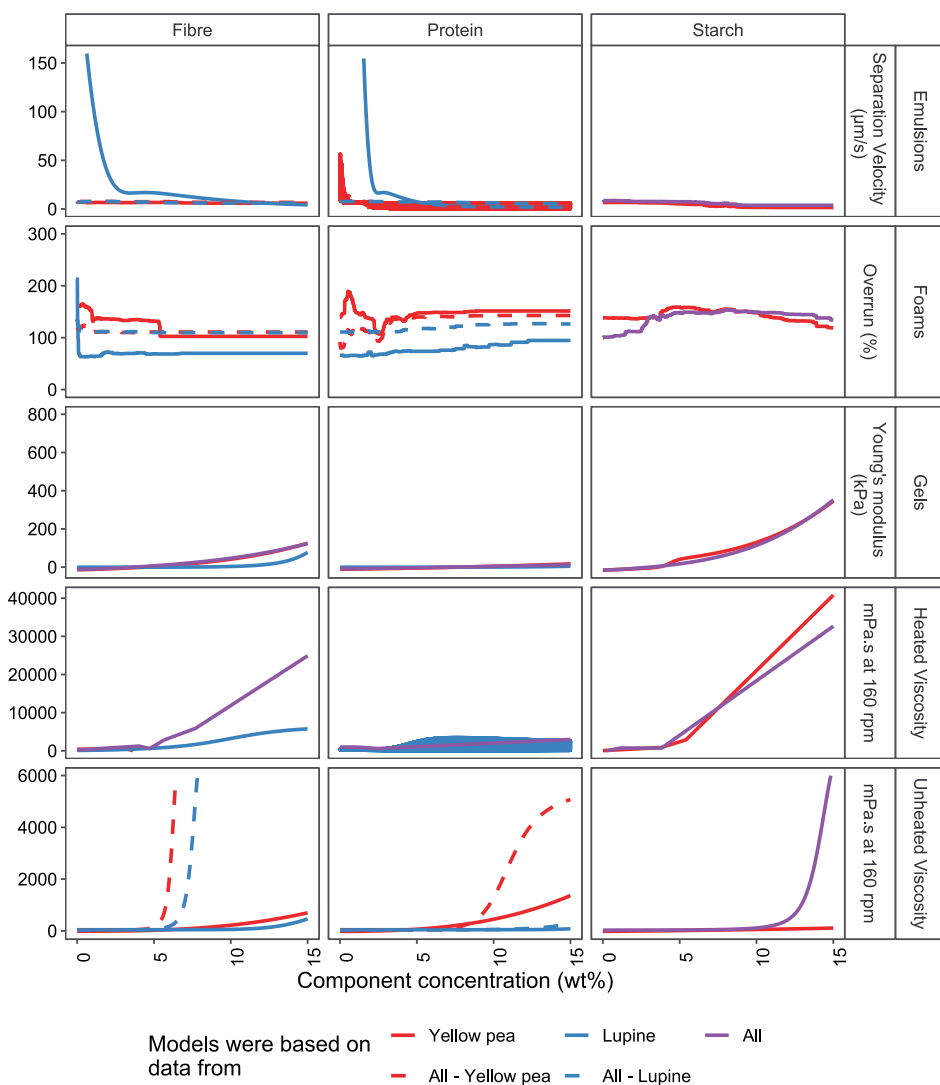 Fibre
Protein
Starch
150
100
50
0
Separation Velocity
(μm/s)
Emulsions
300
200
100
0
Overrun (%)
Foams
800
600
400
200
0
Young's modulus
(kPa)
Gels
40000
30000
20000
10000
0
mPa.s at 160 rpm
Heated Viscosity
6000
4000
2000
0
mPa.s at 160 rpm
Unheated Viscosity
0 5 10 15
0 5 10 15
0 5 10 15
Component concentration (wt%)
Models were based on
data from
Yellow pea
Lupine
All
All - Yellow pea
All - Lupine